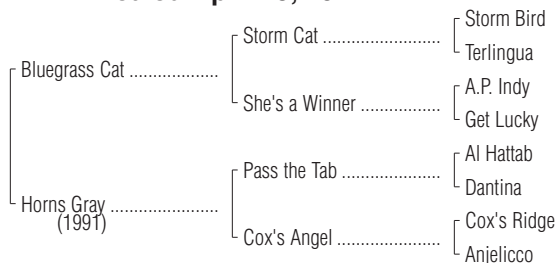 Storm Bird
Storm Cat ........................
Terlingua
Bluegrass Cat ......................
A.P. Indy
She's a Winner .....................
Get Lucky
Al Hattab
Pass the Tab ..........................
Dantina
Horns Gray ...........................
(1991)
Cox's Ridge
Cox's Angel ..........................
Anjelicco